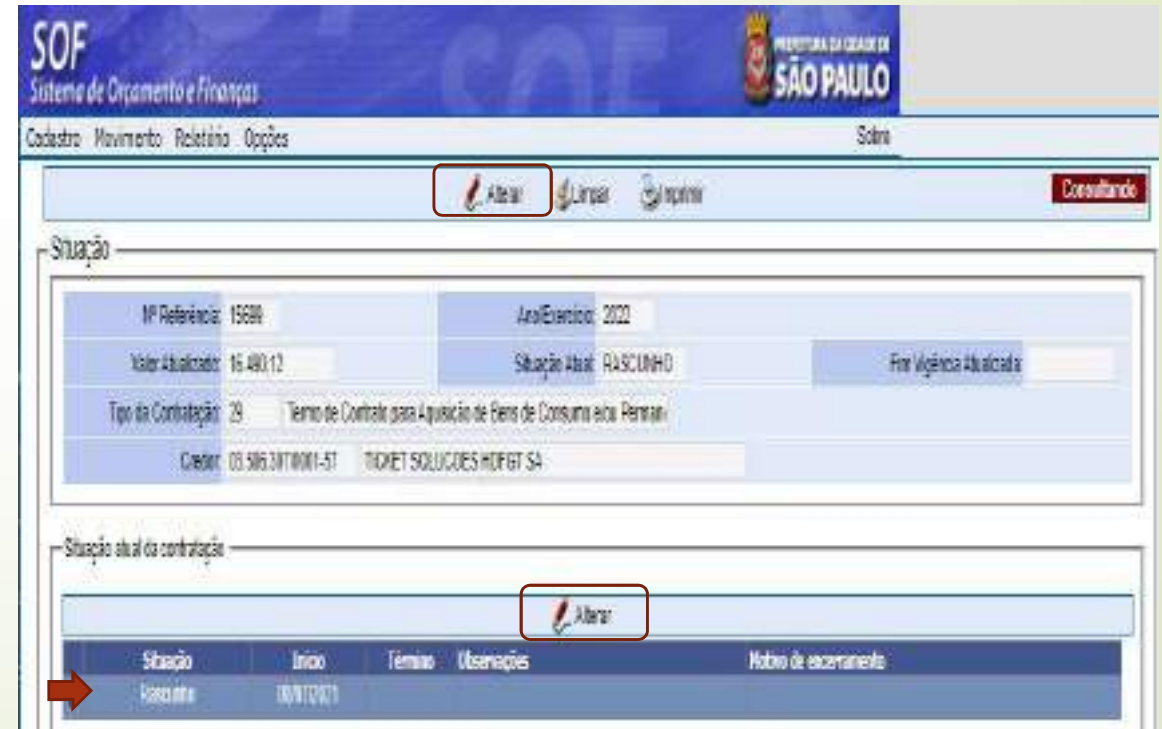 SOF
Sistema de Orçamento e Finanças
PREFEITURA DA CIDADE DE
SÃO PAULO
Cadastro Movimento Relatório Opções Sobre
Alterar Limpar Imprimir Consultando
Situação
Nº Referência: Ano/Exercício: 2022
Valor Atualizado: 16.480,12 Situação Atual: RASCUNHO Fim Vigência Atualizada:
Tipo da Contratação: 29 Termo de Contrato para Aquisição de Bens de Consumo e/ou Perman
Credor: TICKET SOLUCOES HDFGT SA
Situação atual da contratação
Alterar
Situação Início Término Observações Motivo de encerramento
Rascunho